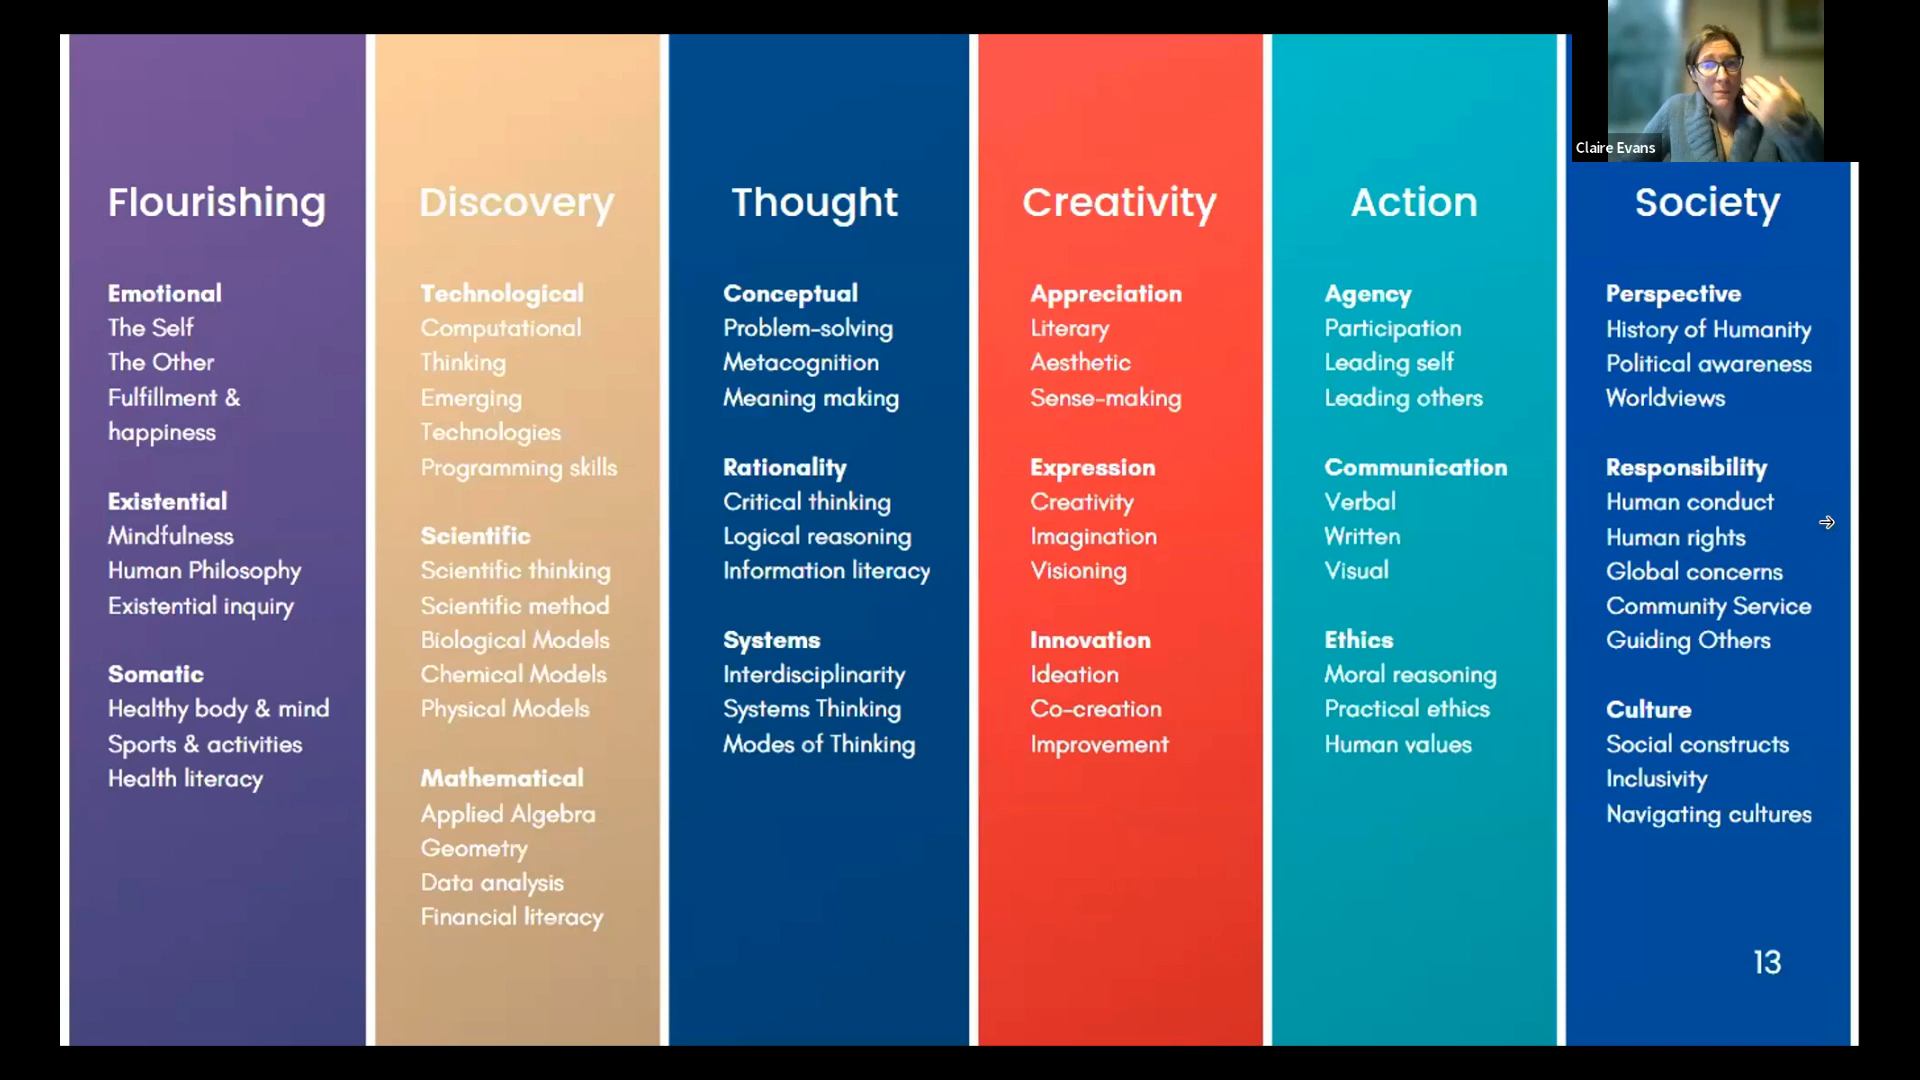 Claire Evans
Flourishing
Emotional
The Self
The Other
Fulfillment &
happiness
Existential
Mindfulness
Human Philosophy
Existential inquiry
Somatic
Healthy body & mind
Sports & activities
Health literacy
Discovery
Technological
Computational
Thinking
Emerging
Technologies
Programming skills
Scientific
Scientific thinking
Scientific method
Biological Models
Chemical Models
Physical Models
Mathematical
Applied Algebra
Geometry
Data analysis
Financial literacy
Thought
Conceptual
Problem-solving
Metacognition
Meaning making
Rationality
Critical thinking
Logical reasoning
Information literacy
Systems
Interdisciplinarity
Systems Thinking
Modes of Thinking
Creativity
Appreciation
Literary
Aesthetic
Sense-making
Expression
Creativity
Imagination
Visioning
Innovation
Ideation
Co-creation
Improvement
Action
Agency
Participation
Leading self
Leading others
Communication
Verbal
Written
Visual
Ethics
Moral reasoning
Practical ethics
Human values
Society
Perspective
History of Humanity
Political awareness
Worldviews
Responsibility
Human conduct
Human rights
Global concerns
Community Service
Guiding Others
Culture
Social constructs
Inclusivity
Navigating cultures
13